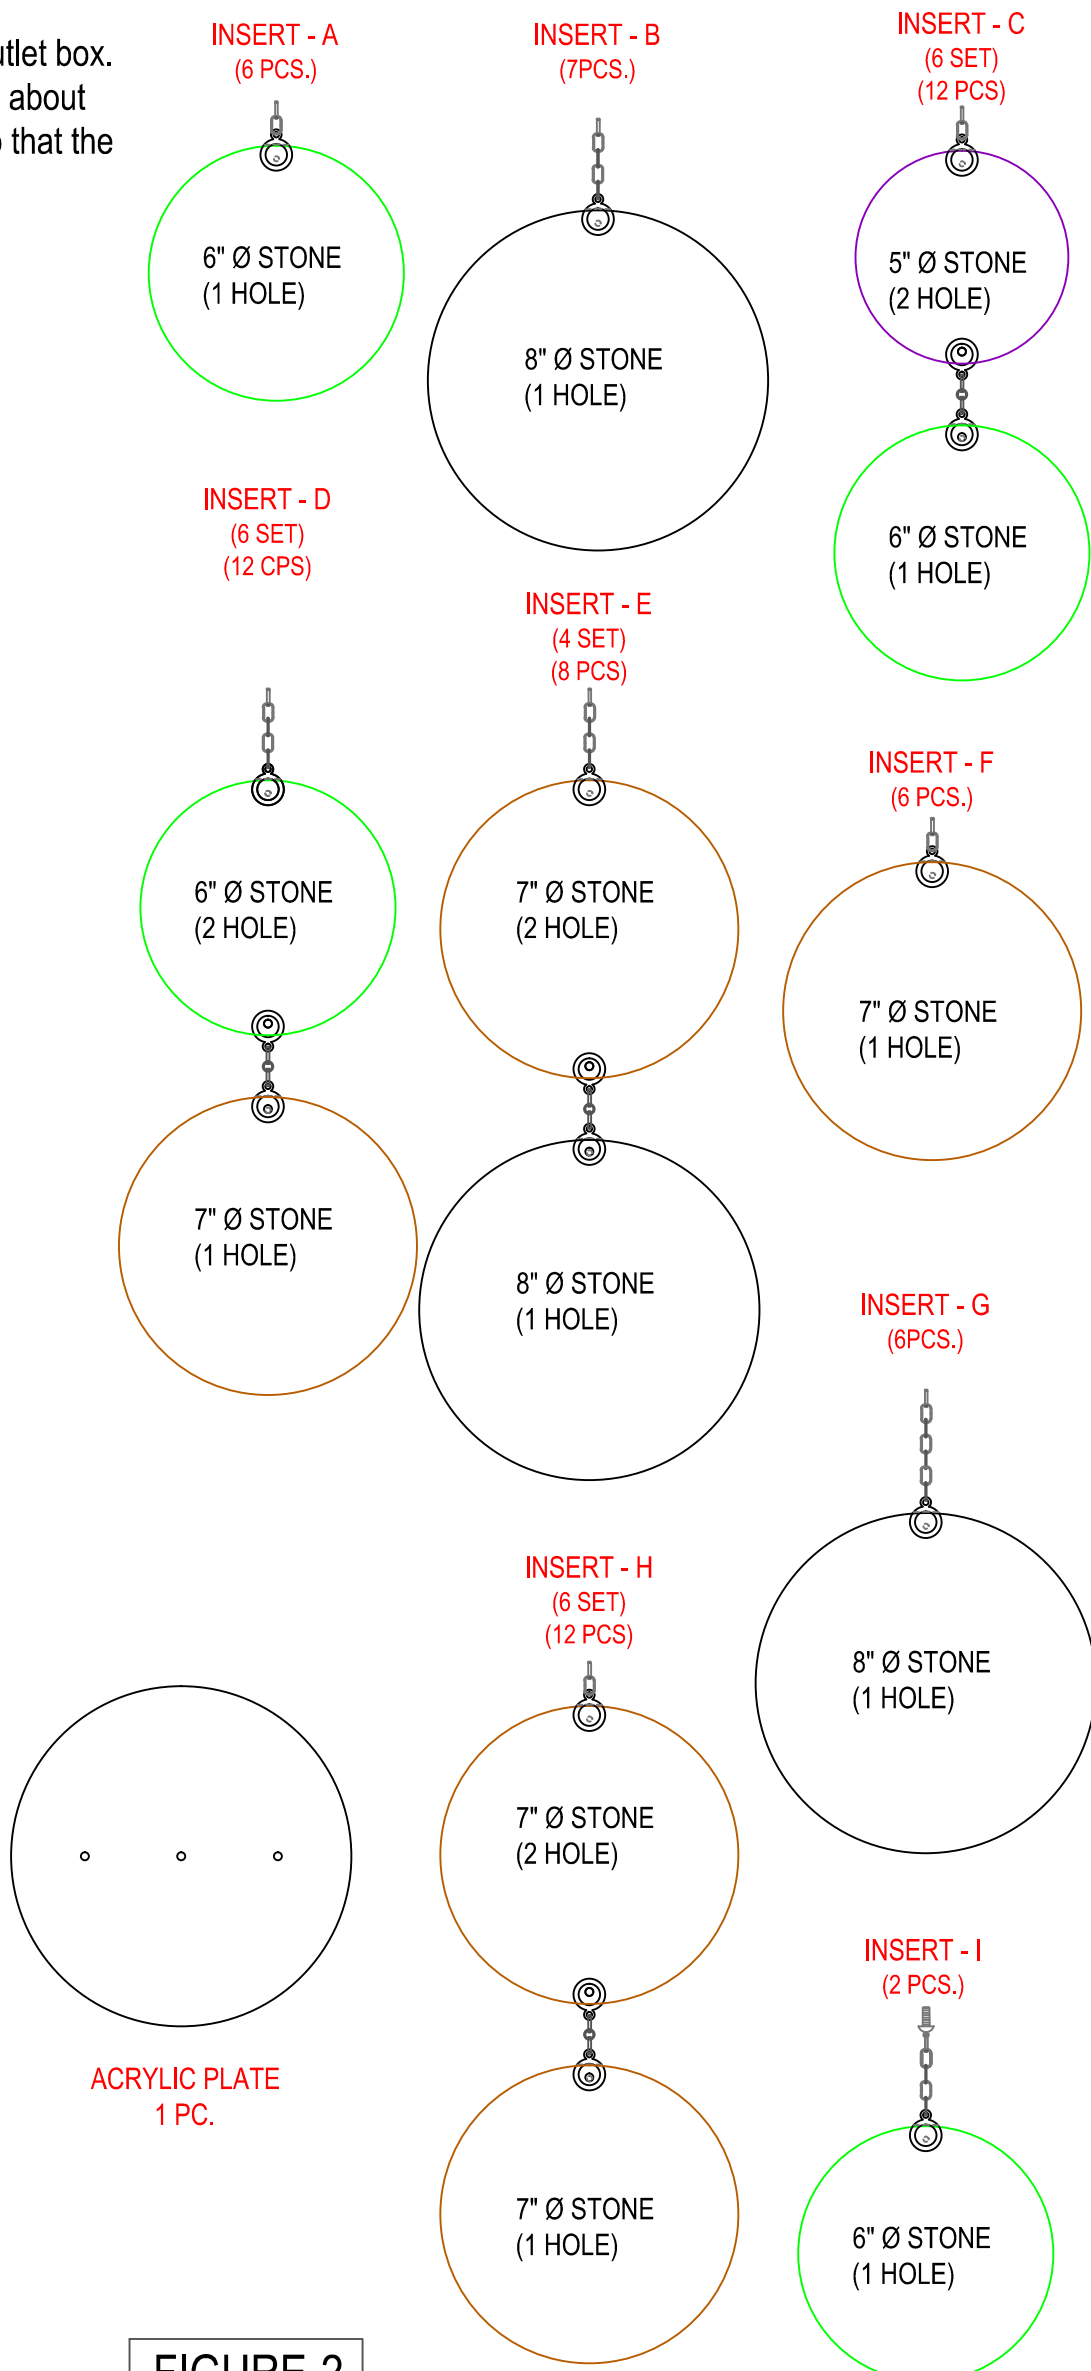 utlet box.
about
that the
INSERT - A
(6 PCS.)
6" Ø STONE
(1 HOLE)
INSERT - B
(7PCS.)
8" Ø STONE
(1 HOLE)
INSERT - C
(6 SET)
(12 PCS)
5" Ø STONE
(2 HOLE)
6" Ø STONE
(1 HOLE)
INSERT - D
(6 SET)
(12 CPS)
6" Ø STONE
(2 HOLE)
7" Ø STONE
(1 HOLE)
INSERT - E
(4 SET)
(8 PCS)
7" Ø STONE
(2 HOLE)
8" Ø STONE
(1 HOLE)
INSERT - F
(6 PCS.)
7" Ø STONE
(1 HOLE)
INSERT - G
(6PCS.)
8" Ø STONE
(1 HOLE)
INSERT - H
(6 SET)
(12 PCS)
7" Ø STONE
(2 HOLE)
7" Ø STONE
(1 HOLE)
INSERT - I
(2 PCS.)
6" Ø STONE
(1 HOLE)
ACRYLIC PLATE
1 PC.
FIGURE 2